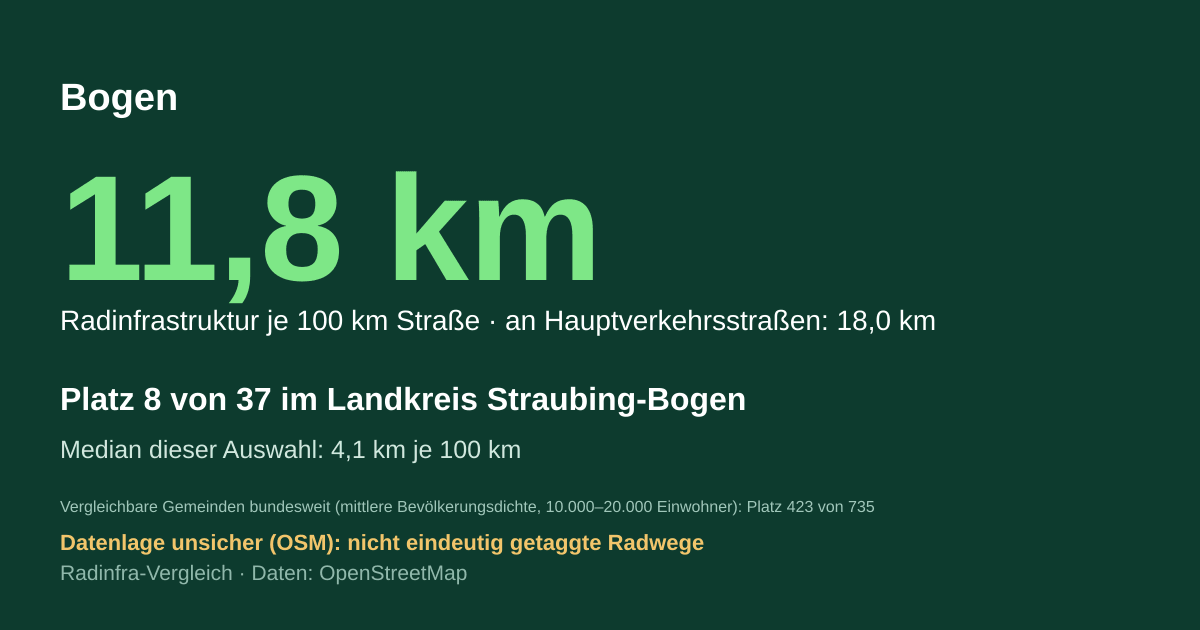 Bogen
11,8 km
Radinfrastruktur je 100 km Straße · an Hauptverkehrsstraßen: 18,0 km
Platz 8 von 37 im Landkreis Straubing-Bogen
Median dieser Auswahl: 4,1 km je 100 km
Vergleichbare Gemeinden bundesweit (mittlere Bevölkerungsdichte, 10.000–20.000 Einwohner): Platz 423 von 735
Datenlage unsicher (OSM): nicht eindeutig getaggte Radwege
Radinfra-Vergleich · Daten: OpenStreetMap